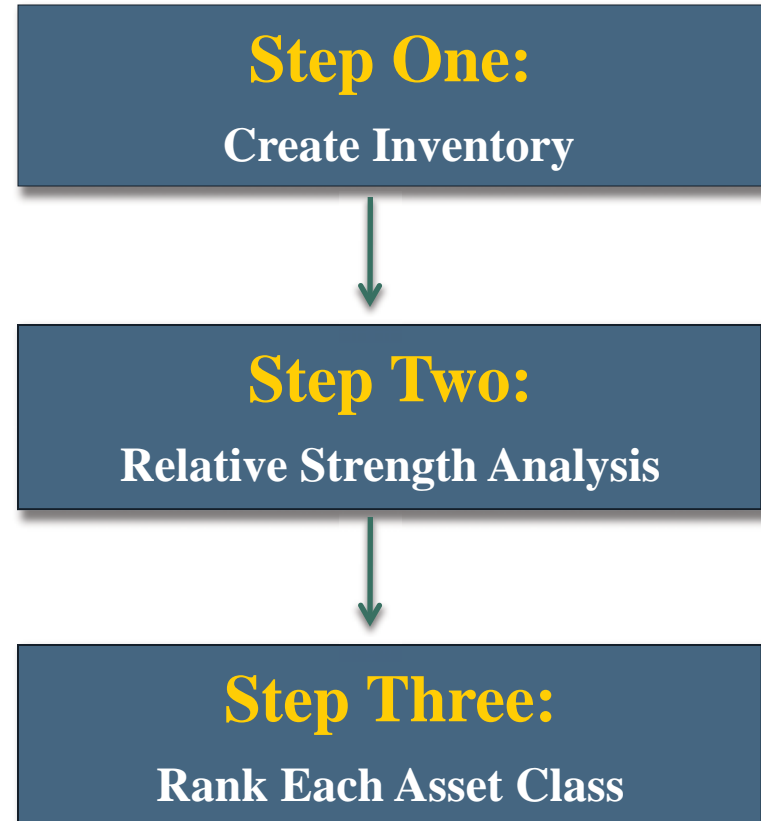 Step One:
Create Inventory
Step Two:
Relative Strength Analysis
Step Three:
Rank Each Asset Class